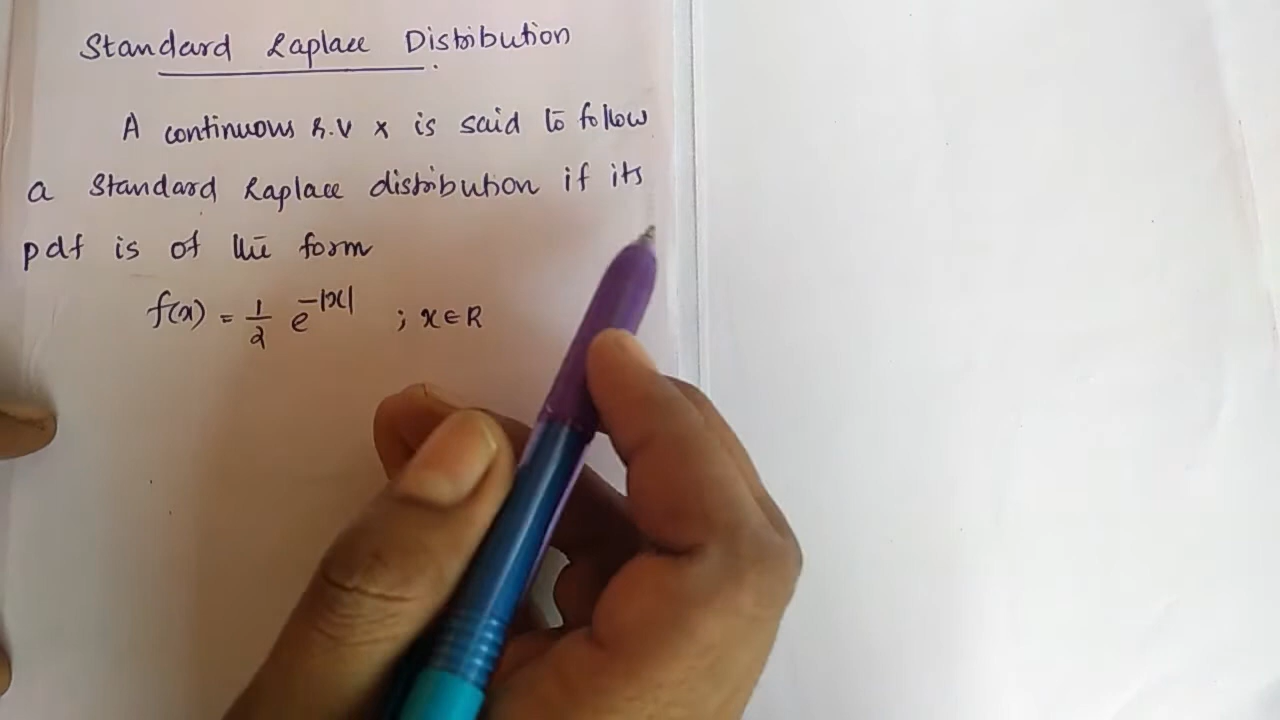 Standard Laplace Distribution
A continuous r.v x is said to follow
a Standard Laplace distribution if its
pdf is of the form
f(x) = 1/2 e^{-|x|} ; x ∈ R